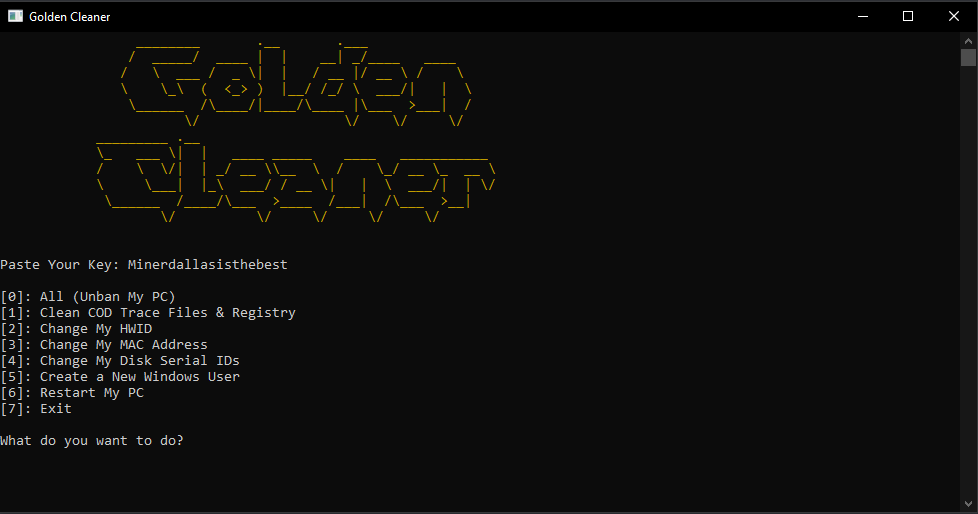 Golden Cleaner
Golden
Cleaner
Paste Your Key: Minerdallasisthebest
[0]: All (Unban My PC)
[1]: Clean COD Trace Files & Registry
[2]: Change My HWID
[3]: Change My MAC Address
[4]: Change My Disk Serial IDs
[5]: Create a New Windows User
[6]: Restart My PC
[7]: Exit
What do you want to do?